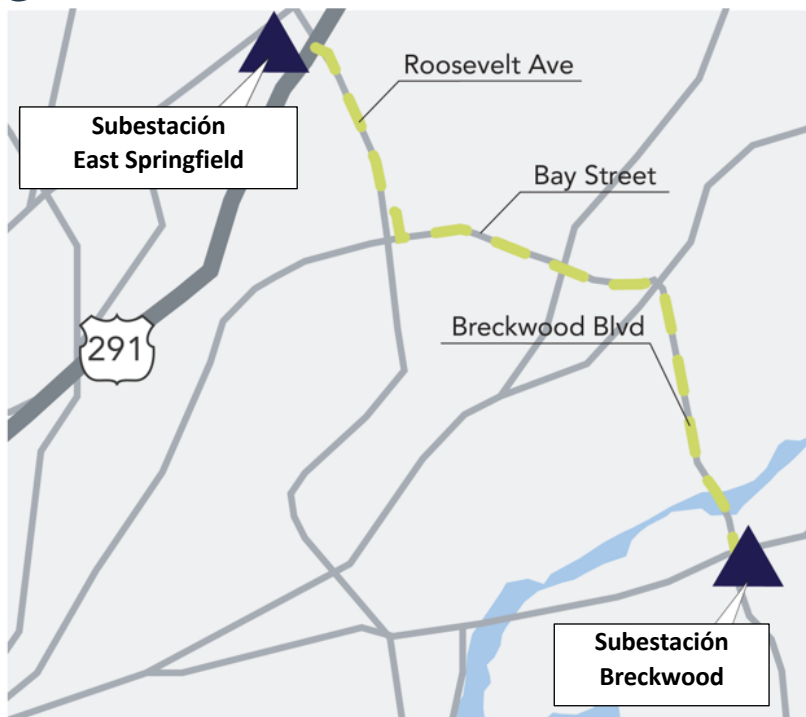 Roosevelt Ave
Subestación
East Springfield
Bay Street
Breckwood Blvd
291
Subestación
Breckwood